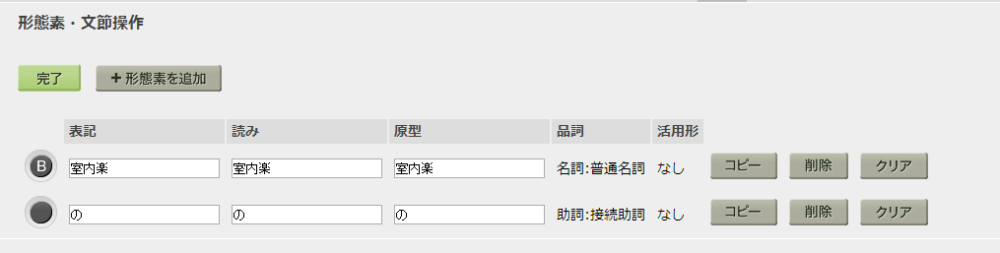 形態素・文節操作
完了 + 形態素を追加
表記 読み 原型 品詞 活用形
B 室内楽 室内楽 室内楽 名詞:普通名詞 なし コピー 削除 クリア
の の の 助詞:接続助詞 なし コピー 削除 クリア